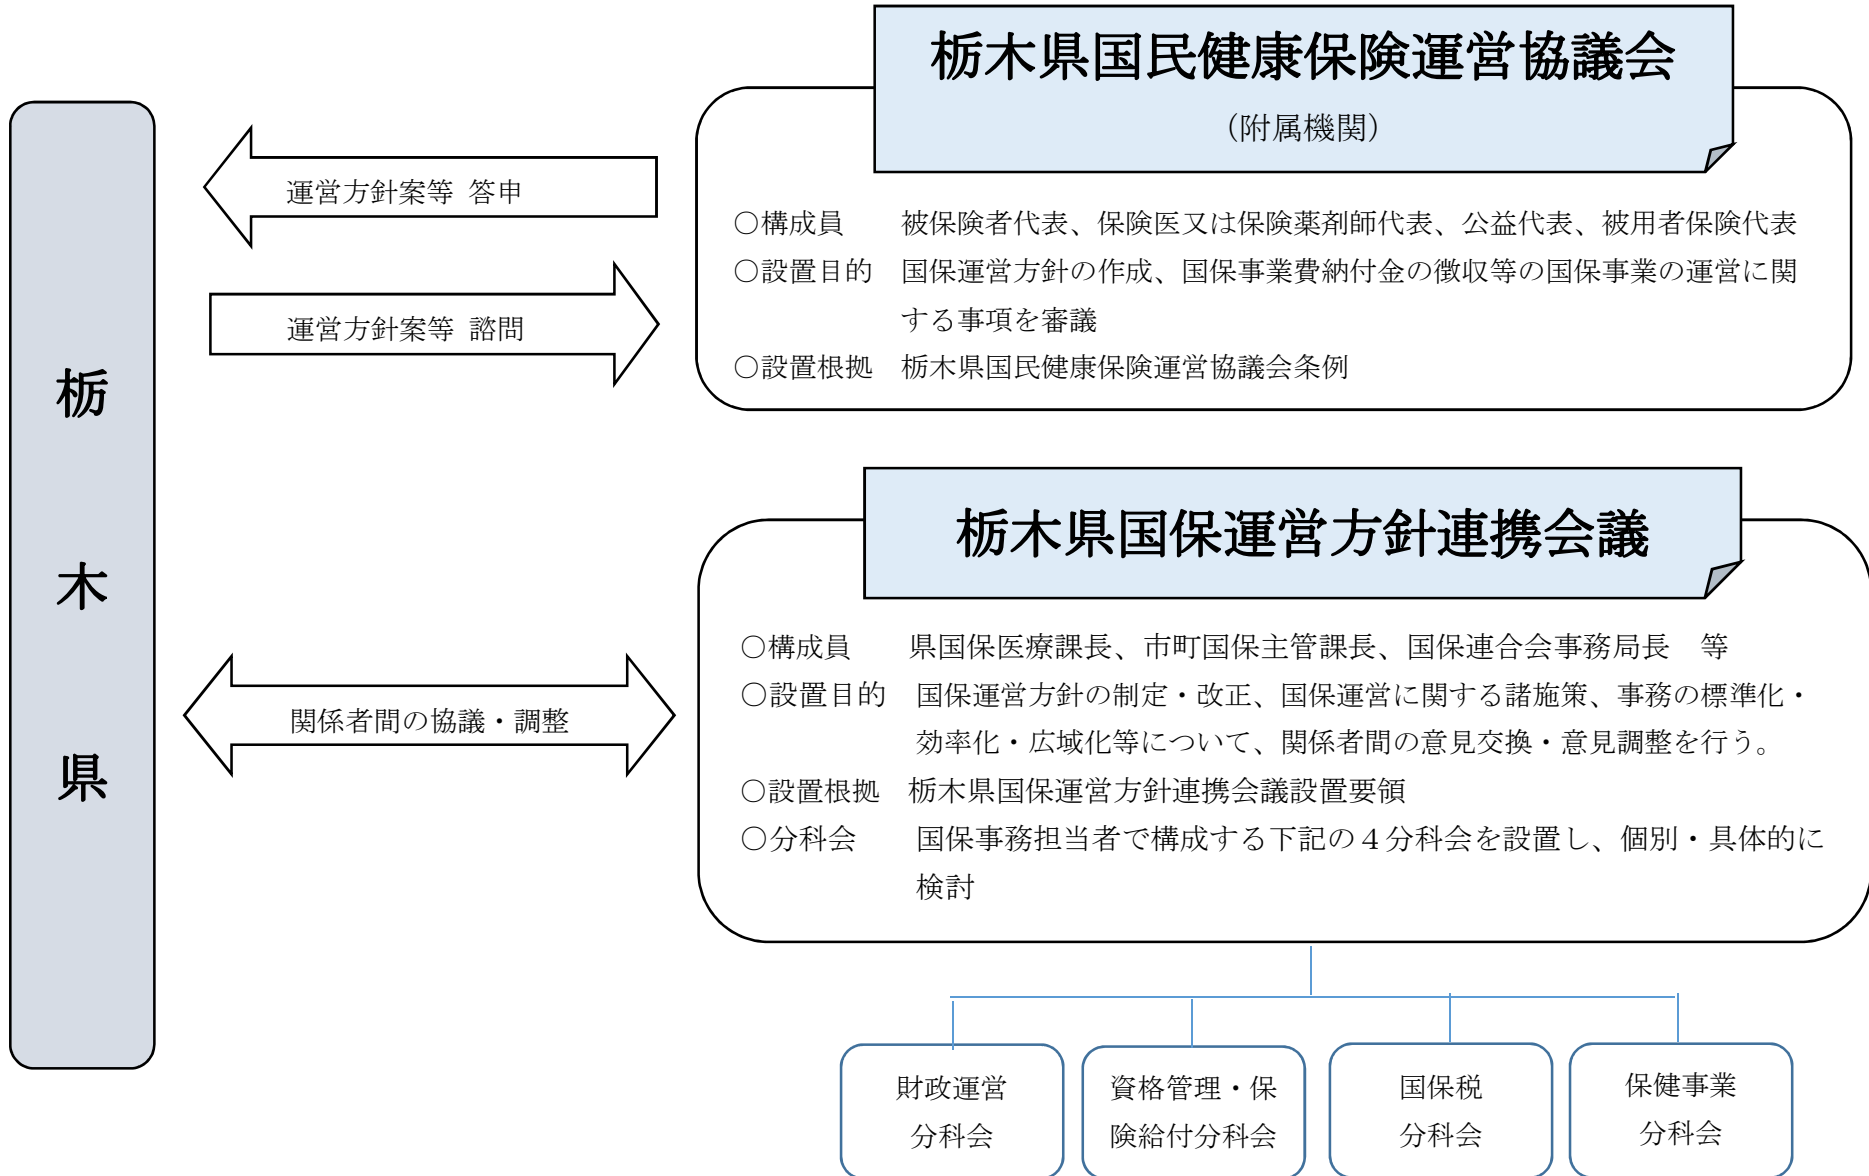 栃木県
栃木県国民健康保険運営協議会
（附属機関）
運営方針案等 答申
運営方針案等 諮問
○構成員　被保険者代表、保険医又は保険薬剤師代表、公益代表、被用者保険代表
○設置目的　国保運営方針の作成、国保事業費納付金の徴収等の国保事業の運営に関
する事項を審議
○設置根拠　栃木県国民健康保険運営協議会条例
栃木県国保運営方針連携会議
関係者間の協議・調整
○構成員　県国保医療課長、市町国保主管課長、国保連合会事務局長　等
○設置目的　国保運営方針の制定・改正、国保運営に関する諸施策、事務の標準化・
効率化・広域化等について、関係者間の意見交換・意見調整を行う。
○設置根拠　栃木県国保運営方針連携会議設置要領
○分科会　国保事務担当者で構成する下記の４分科会を設置し、個別・具体的に
検討
財政運営
分科会
資格管理・保
険給付分科会
国保税
分科会
保健事業
分科会